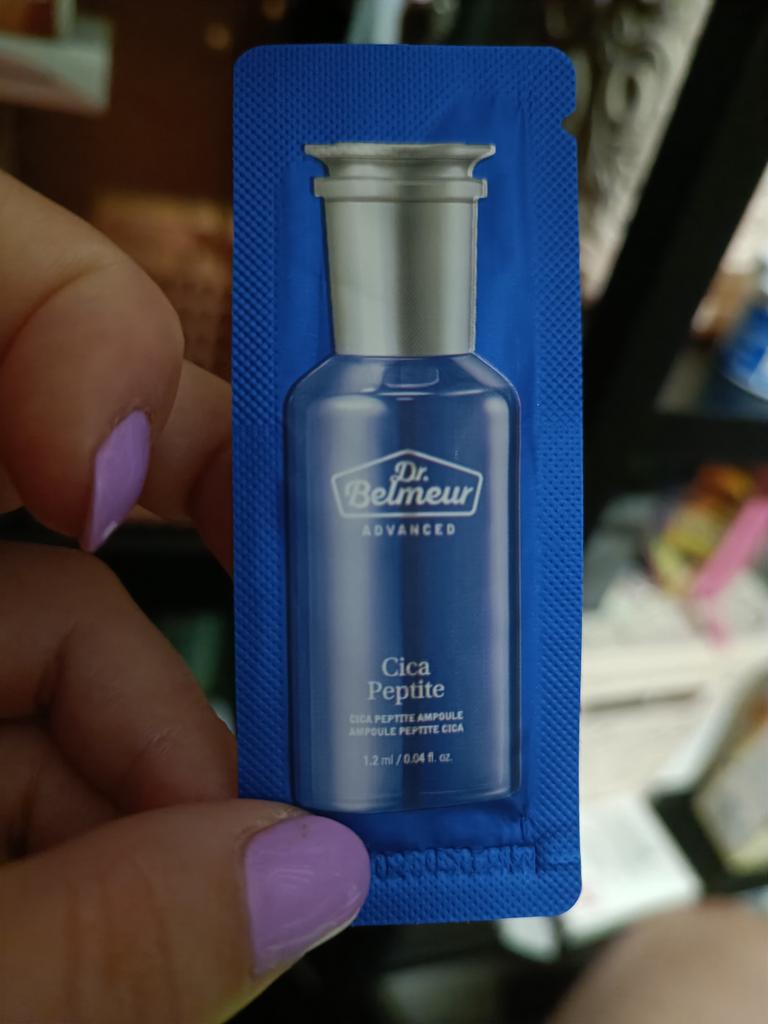 Dr.
Belmeur
ADVANCED
Cica
Peptite
CICA PEPTITE AMPOULE
AMPOULE PEPTITE CICA
1.2 ml / 0.04 fl. oz.